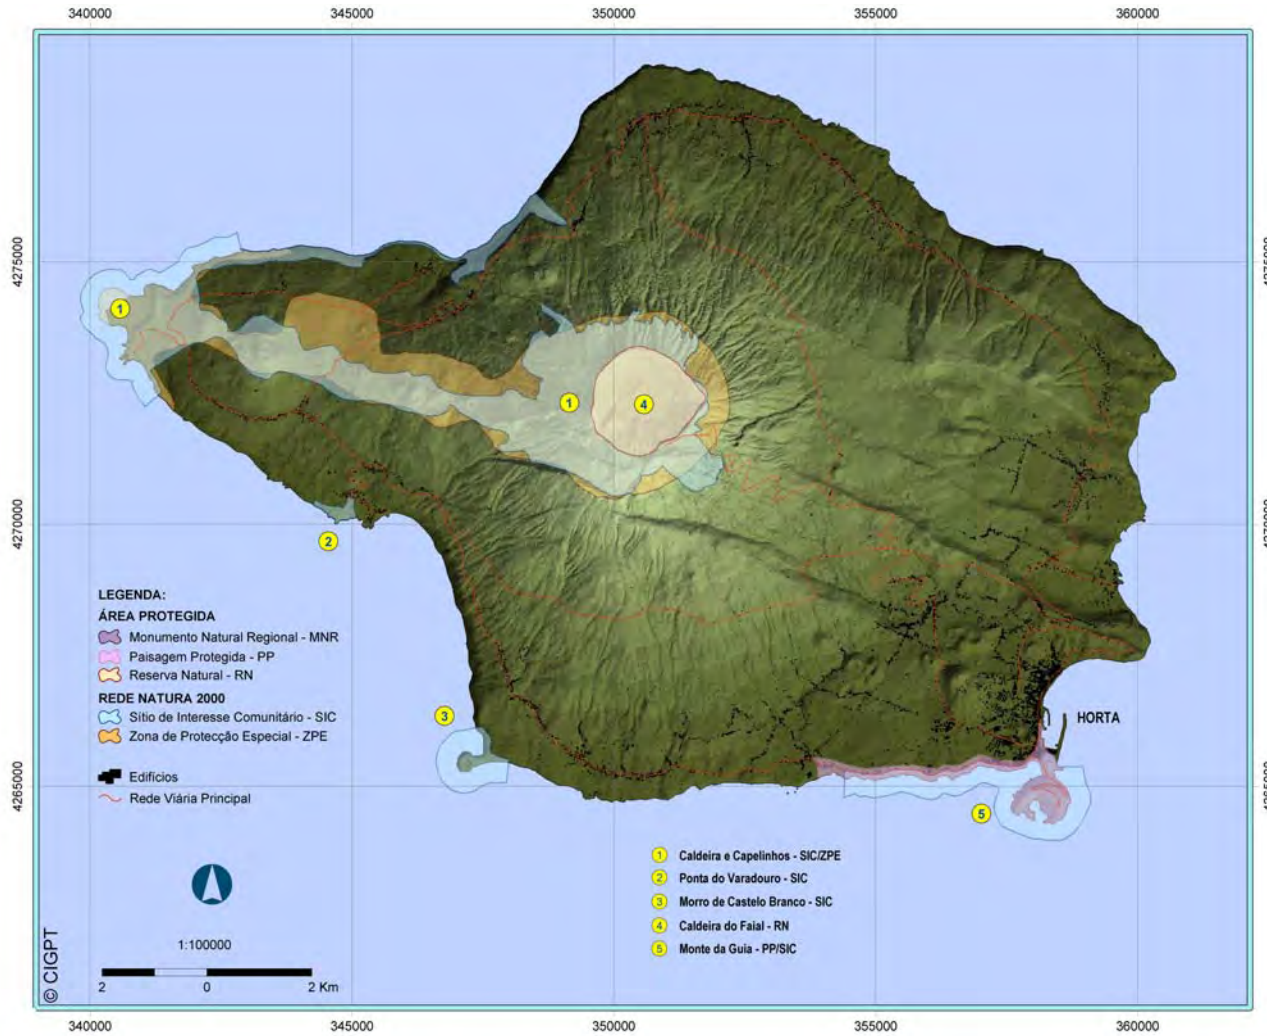 340000 345000 350000 355000 360000
4275000 4275000
1
1 4
4270000 4270000
2
LEGENDA:
ÁREA PROTEGIDA
Monumento Natural Regional - MNR
Paisagem Protegida - PP
Reserva Natural - RN
REDE NATURA 2000
Sítio de Interesse Comunitário - SIC
Zona de Protecção Especial - ZPE
Edifícios
Rede Viária Principal
3
HORTA
4265000 4265000
5
1 Caldeira e Capelinhos - SIC/ZPE
2 Ponta do Varadouro - SIC
3 Morro de Castelo Branco - SIC
4 Caldeira do Faial - RN
5 Monte da Guia - PP/SIC
1:100000
2 0 2 Km
© CIGPT
340000 345000 350000 355000 360000